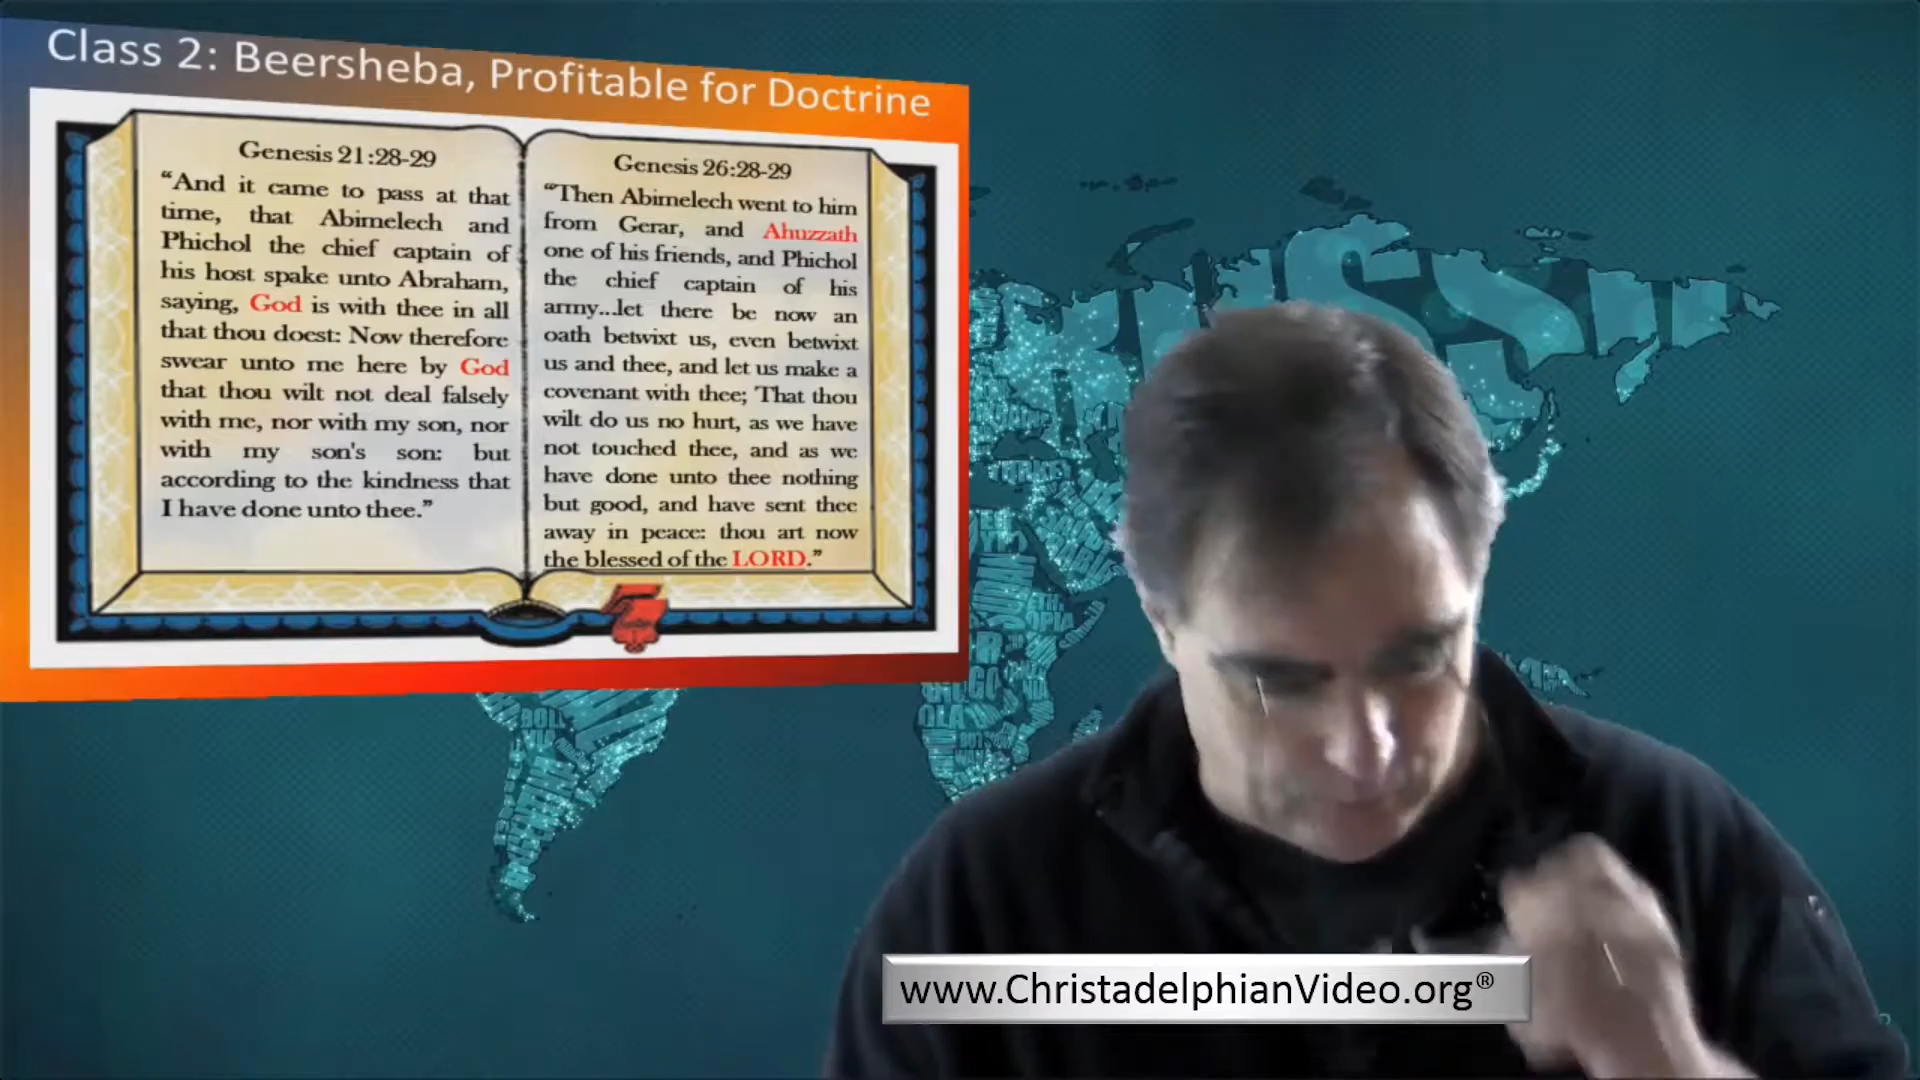 Class 2: Beersheba, Profitable for Doctrine
Genesis 21:28-29
“And it came to pass at that
time, that Abimelech and
Phichol the chief captain of
his host spake unto Abraham,
saying, God is with thee in all
that thou doest: Now therefore
swear unto me here by God
that thou wilt not deal falsely
with me, nor with my son, nor
with my son's son: but
according to the kindness that
I have done unto thee.”
Genesis 26:28-29
“Then Abimelech went to him
from Gerar, and Ahuzzath
one of his friends, and Phichol
the chief captain of his
army...let there be now an
oath betwixt us, even betwixt
us and thee, and let us make a
covenant with thee; That thou
wilt do us no hurt, as we have
not touched thee, and as we
have done unto thee nothing
but good, and have sent thee
away in peace: thou art now
the blessed of the LORD.”
www.ChristadelphianVideo.org®